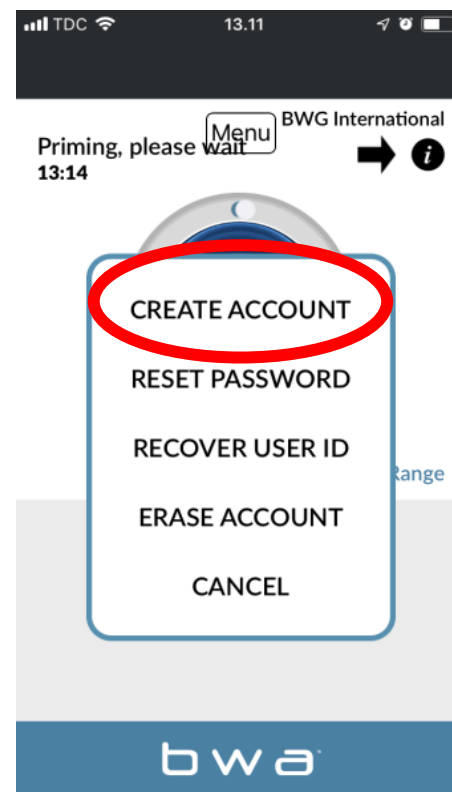 TDC 13.11
BWG International
Menu
Priming, please wait
13:14
i
CREATE ACCOUNT
RESET PASSWORD
RECOVER USER ID
ERASE ACCOUNT
CANCEL
Range
bwa